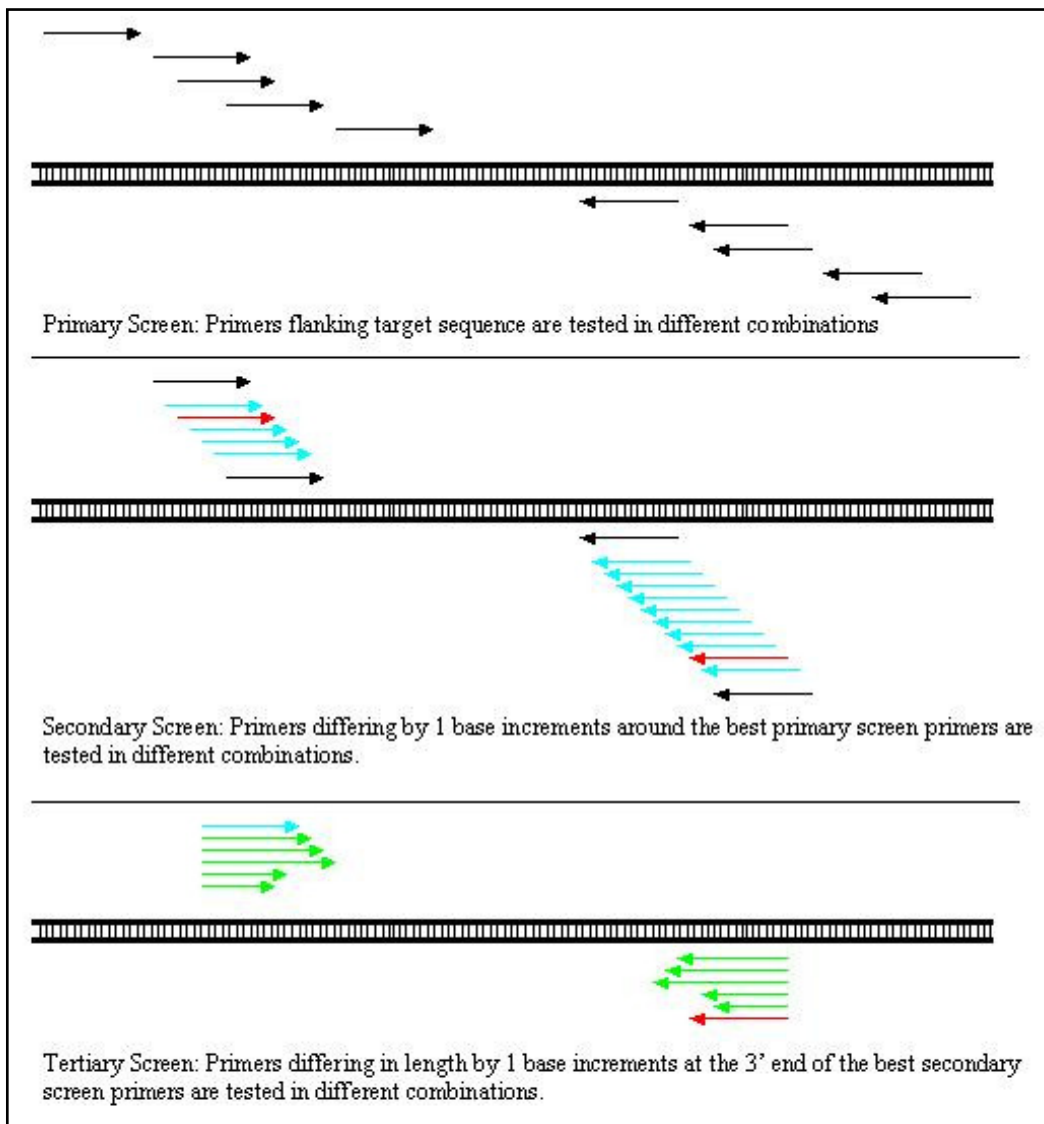 Primary Screen: Primers flanking target sequence are tested in different combinations
Secondary Screen: Primers differing by 1 base increments around the best primary screen primers are
tested in different combinations.
Tertiary Screen: Primers differing in length by 1 base increments at the 3’ end of the best secondary
screen primers are tested in different combinations.